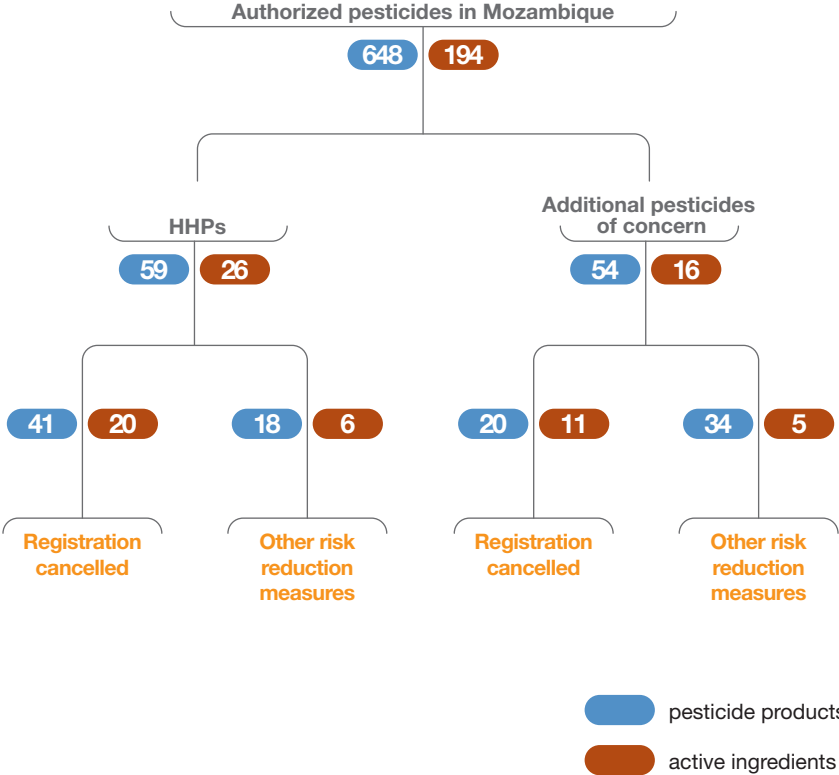 Authorized pesticides in Mozambique
648 194
HHPs
Additional pesticides
of concern
59 26
54 16
41 20
18 6
20 11
34 5
Registration
cancelled
Other risk
reduction
measures
Registration
cancelled
Other risk
reduction
measures
pesticide products
active ingredients